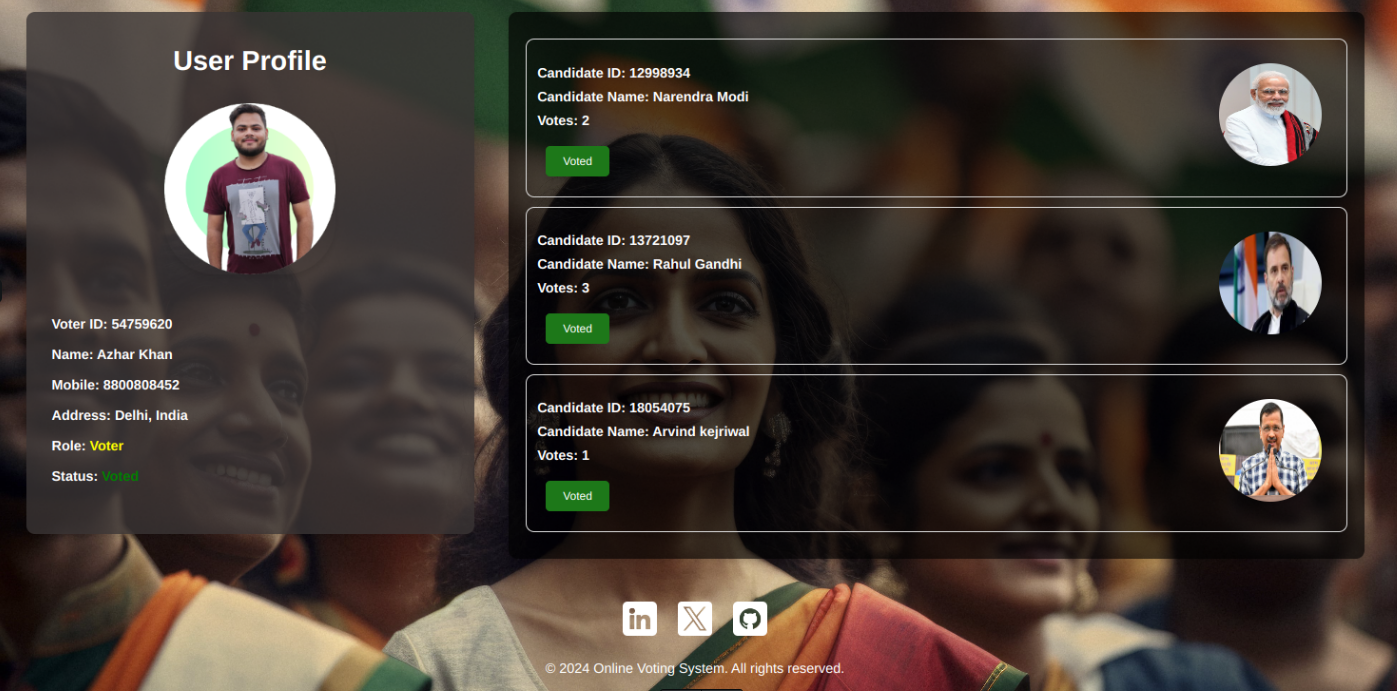 User Profile
Voter ID: 54759620
Name: Azhar Khan
Mobile: 8800808452
Address: Delhi, India
Role: Voter
Status: Voted
Candidate ID: 12998934
Candidate Name: Narendra Modi
Votes: 2
Voted
Candidate ID: 13721097
Candidate Name: Rahul Gandhi
Votes: 3
Voted
Candidate ID: 18054075
Candidate Name: Arvind kejriwal
Votes: 1
Voted
in X
© 2024 Online Voting System. All rights reserved.